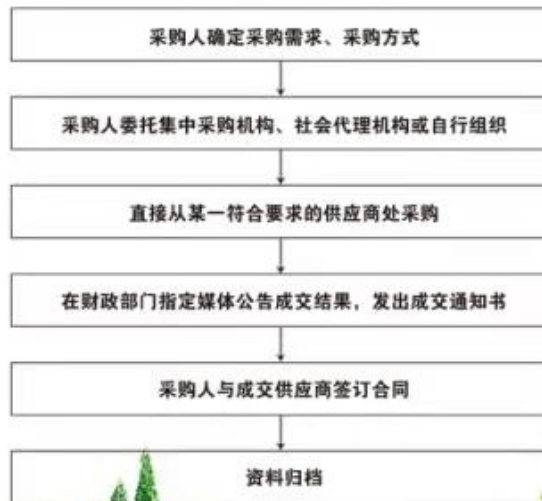 采购人确定采购需求、采购方式
采购人委托集中采购机构、社会代理机构或自行组织
直接从某一符合要求的供应商处采购
在财政部门指定媒体公告成交结果，发出成交通知书
采购人与成交供应商签订合同
资料归档